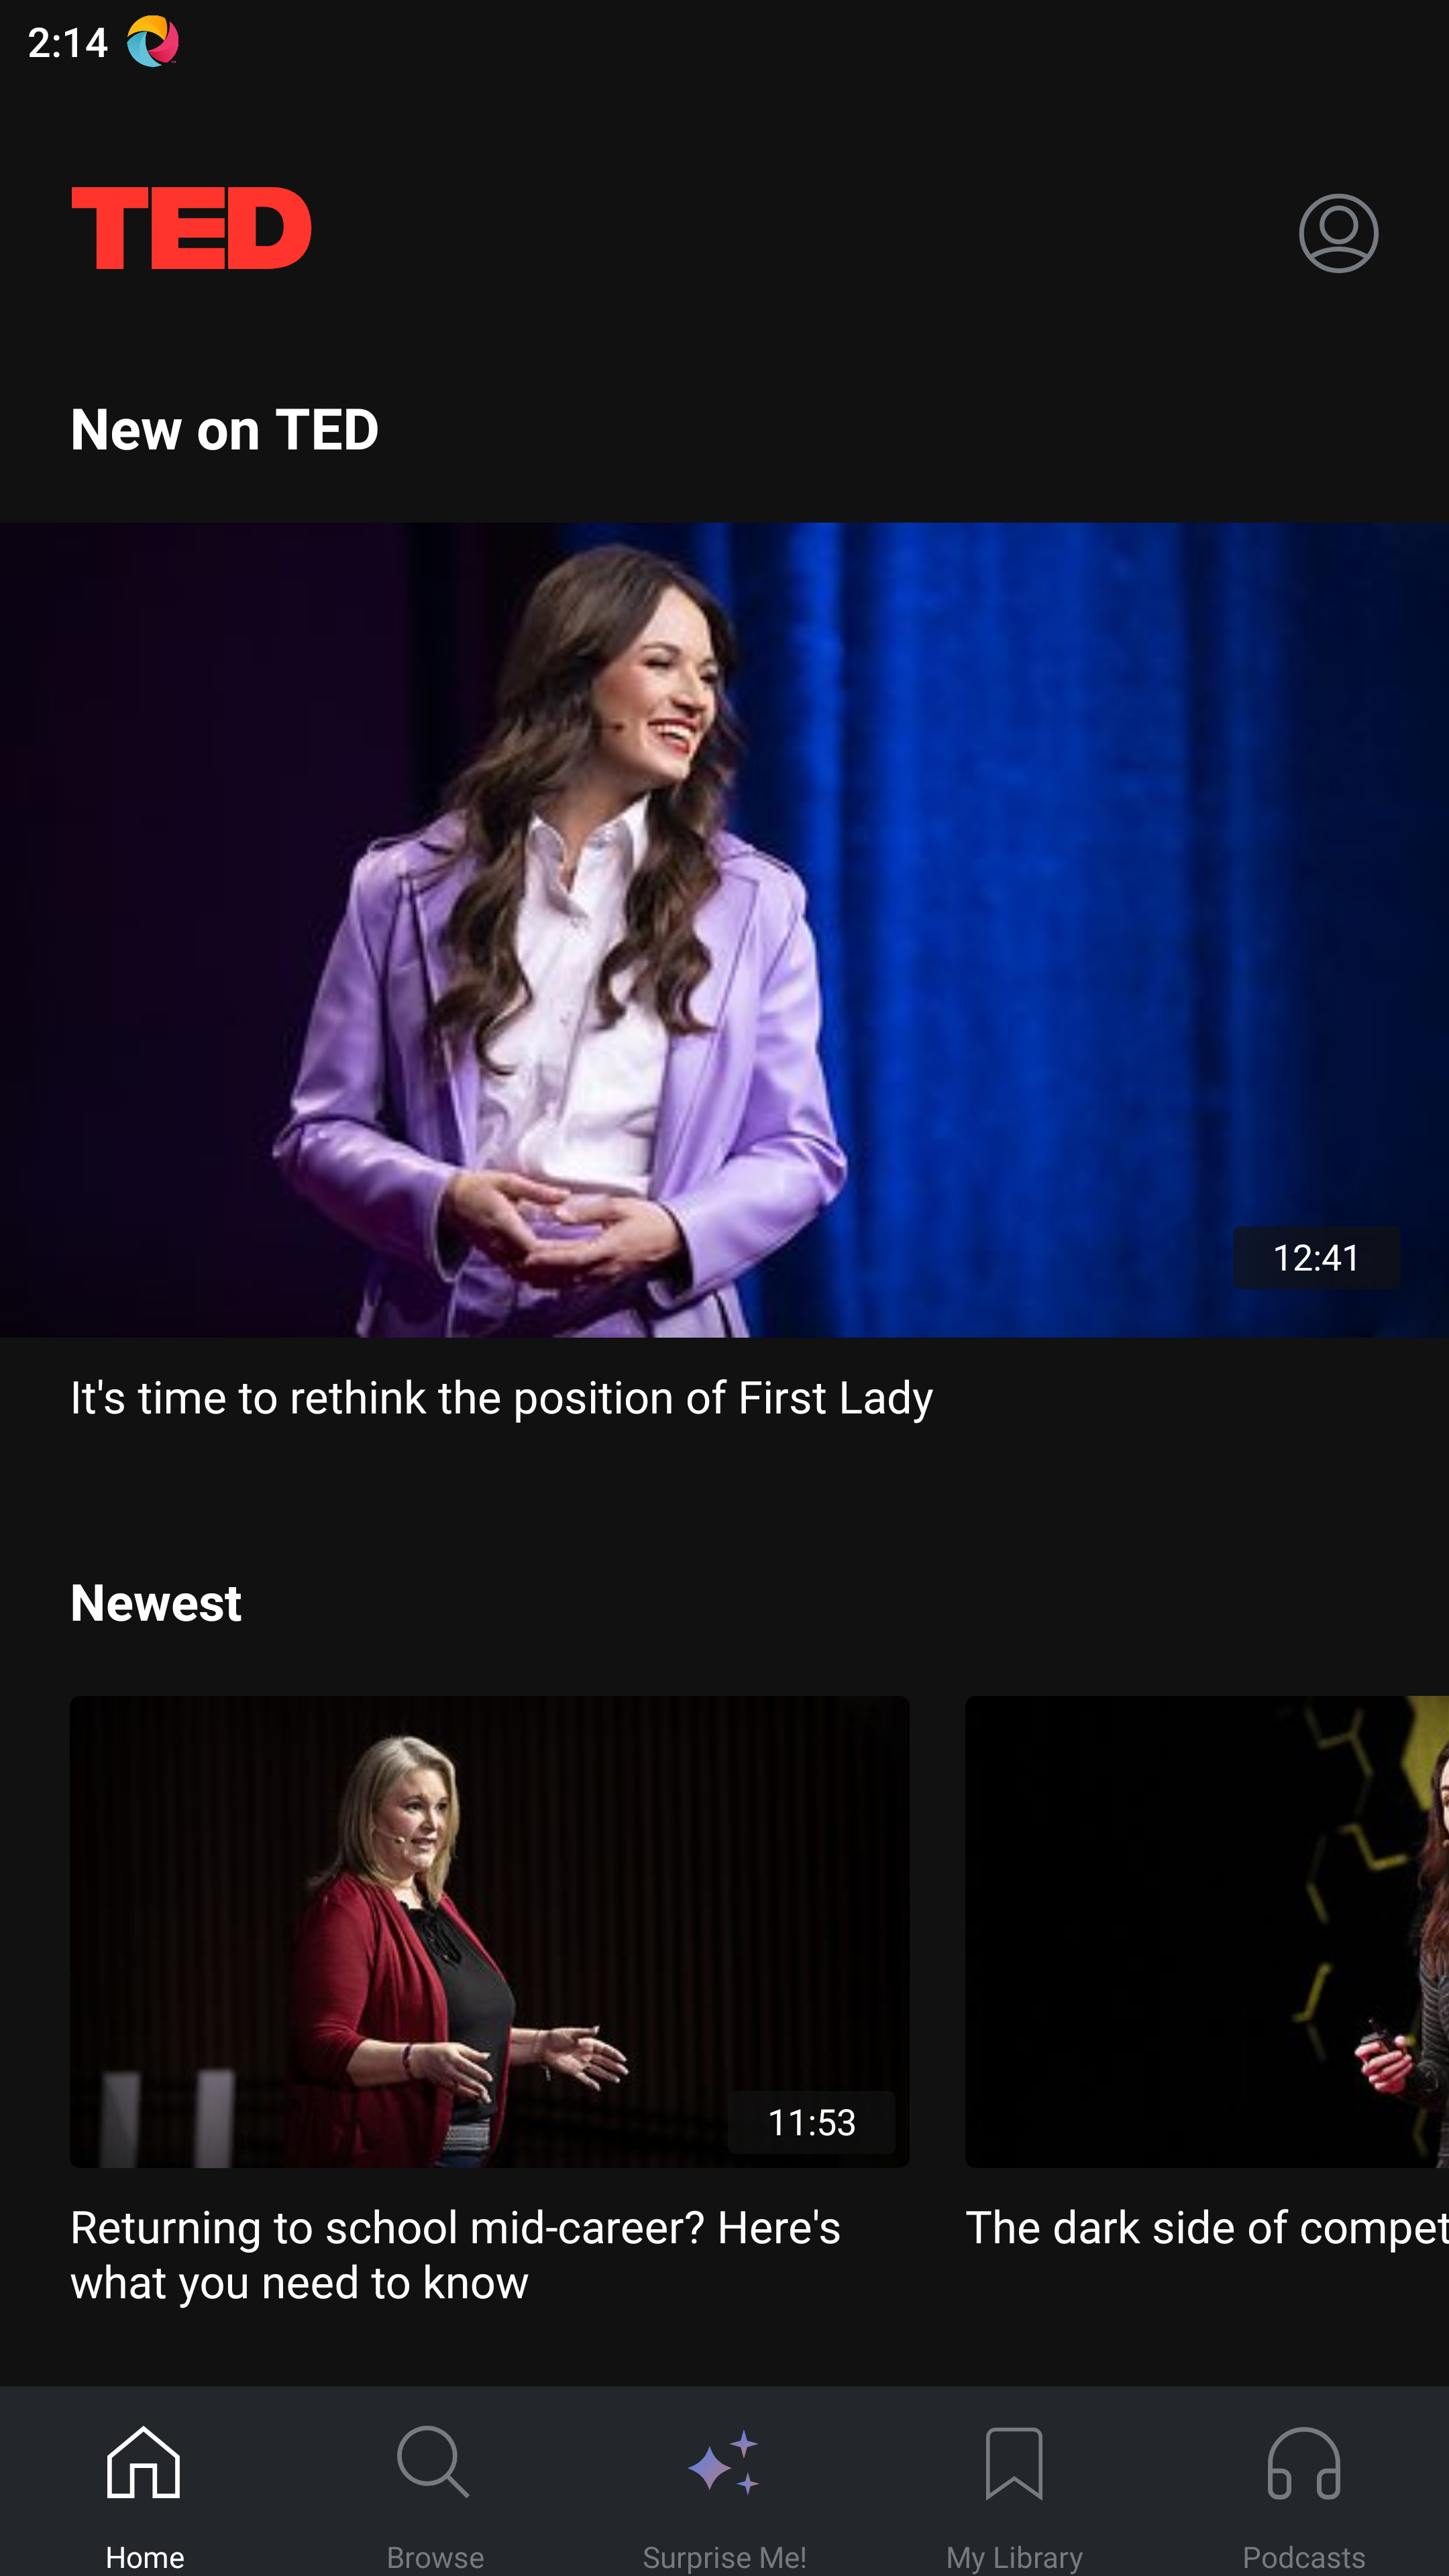 2:14
TED
New on TED
12:41
It's time to rethink the position of First Lady
Newest
11:53
Returning to school mid-career? Here's
what you need to know
The dark side of compet
Home
Browse
Surprise Me!
My Library
Podcasts